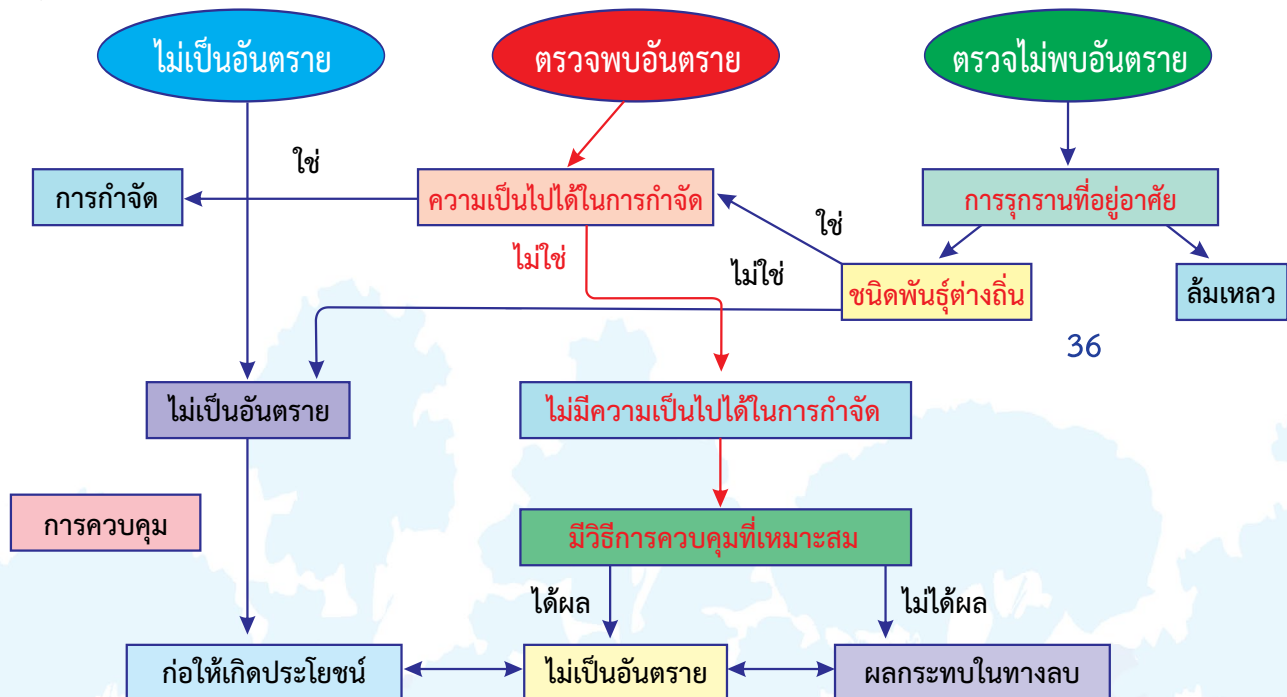 ไม่เป็นอันตราย
ตรวจพบอันตราย
ตรวจไม่พบอันตราย
ใช่
การกำจัด
ความเป็นไปได้ในการกำจัด
การรุกรานที่อยู่อาศัย
ใช่
ไม่ใช่
ไม่ใช่
ชนิดพันธุ์ต่างถิ่น
ล้มเหลว
36
ไม่เป็นอันตราย
ไม่มีความเป็นไปได้ในการกำจัด
การควบคุม
มีวิธีการควบคุมที่เหมาะสม
ได้ผล
ไม่ได้ผล
ก่อให้เกิดประโยชน์
ไม่เป็นอันตราย
ผลกระทบในทางลบ